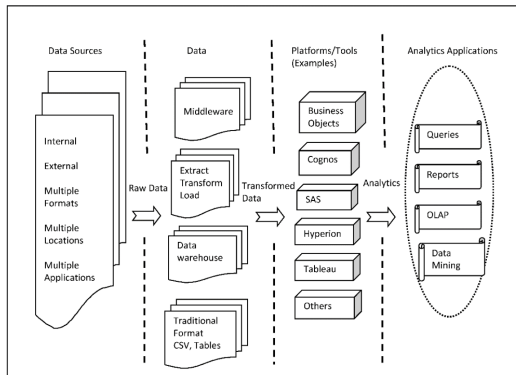 Data Sources
Data
Platforms/Tools
(Examples)
Analytics Applications
Internal
External
Multiple
Formats
Multiple
Locations
Multiple
Applications
Raw Data
Middleware
Extract
Transform
Load
Data
warehouse
Traditional
Format
CSV, Tables
Transformed
Data
Business
Objects
Cognos
SAS
Hyperion
Tableau
Others
Analytics
Queries
Reports
OLAP
Data
Mining